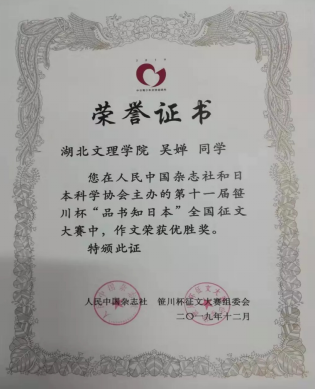 荣誉证书
湖北文理学院 吴婵 同学
您在人民中国杂志社和日
本科学协会主办的第十一届笹
川杯“品书知日本”全国征文
大赛中，作文荣获优胜奖。
特颁此证
人民中国杂志社 笹川杯征文大赛组委会
二〇一九年十二月